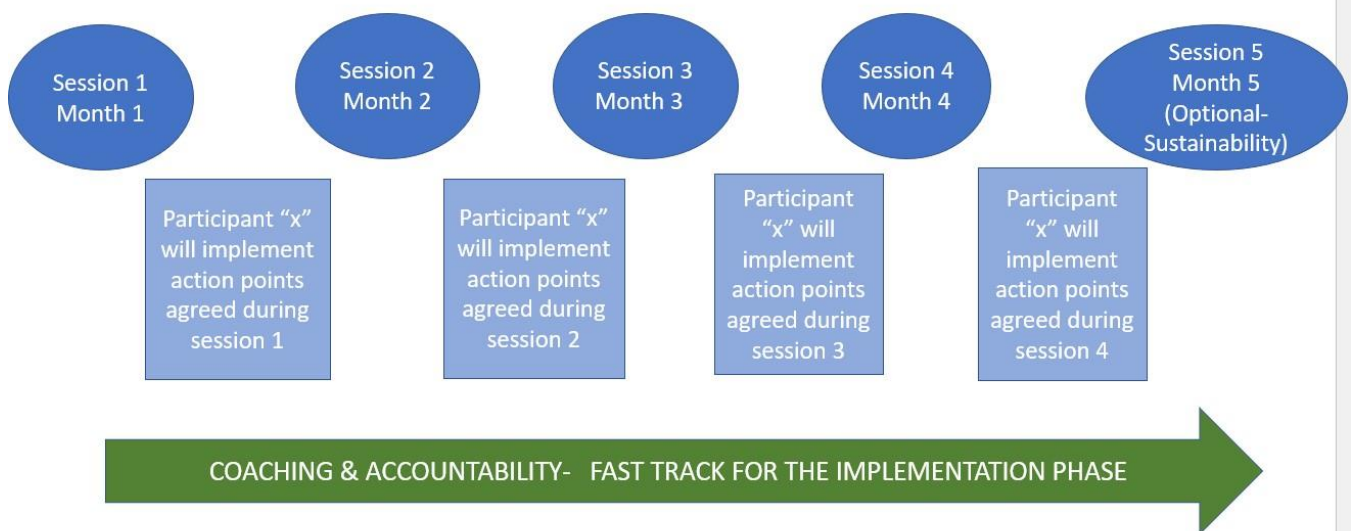 Session 1
Month 1
Session 2
Month 2
Session 3
Month 3
Session 4
Month 4
Session 5
Month 5
(Optional-
Sustainability)
Participant “x”
will implement
action points
agreed during
session 1
Participant “x”
will implement
action points
agreed during
session 2
Participant
“x” will
implement
action points
agreed during
session 3
Participant
“x” will
implement
action points
agreed during
session 4
COACHING & ACCOUNTABILITY- FAST TRACK FOR THE IMPLEMENTATION PHASE